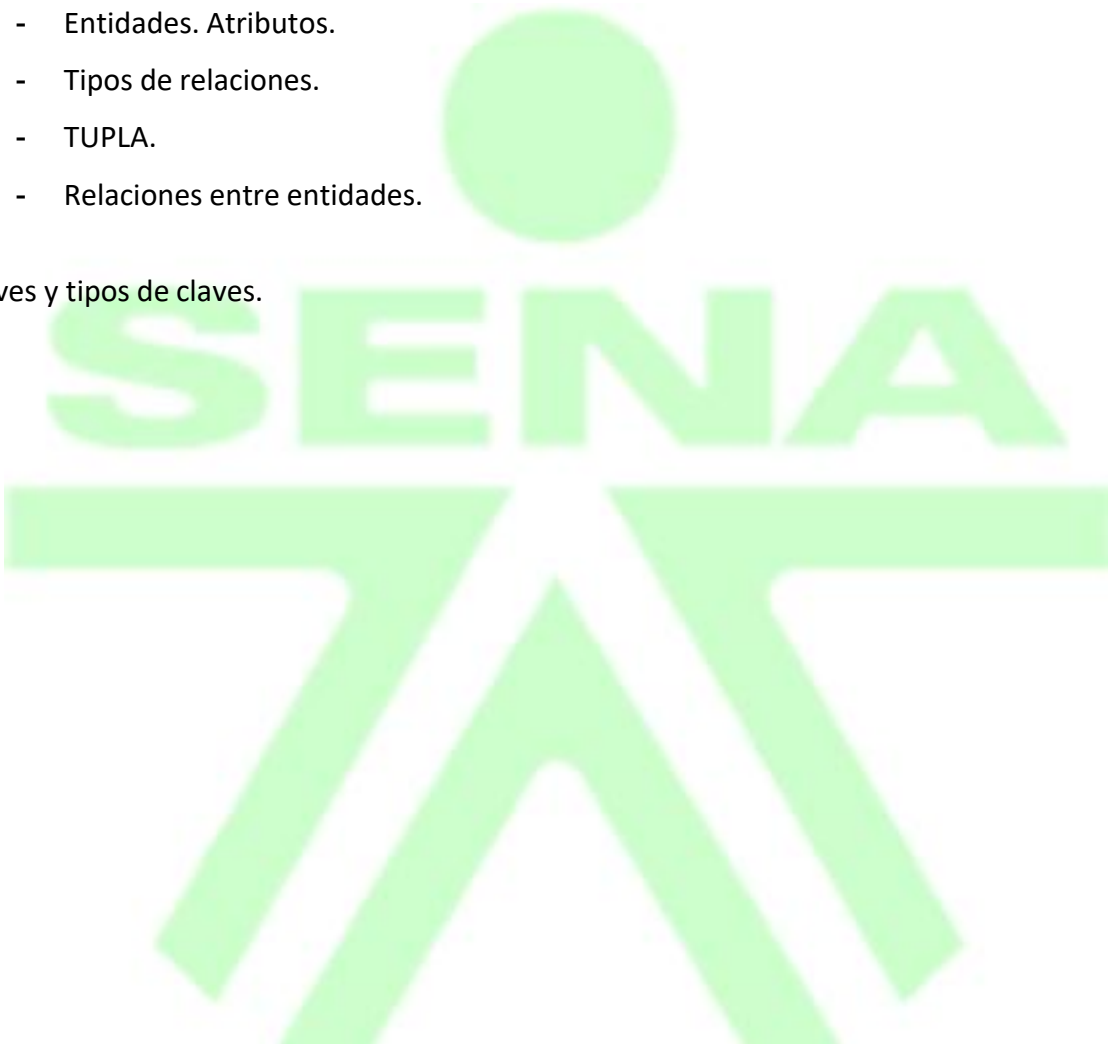 - Entidades. Atributos.
- Tipos de relaciones.
- TUPLA.
- Relaciones entre entidades.
ves y tipos de claves.
SENA